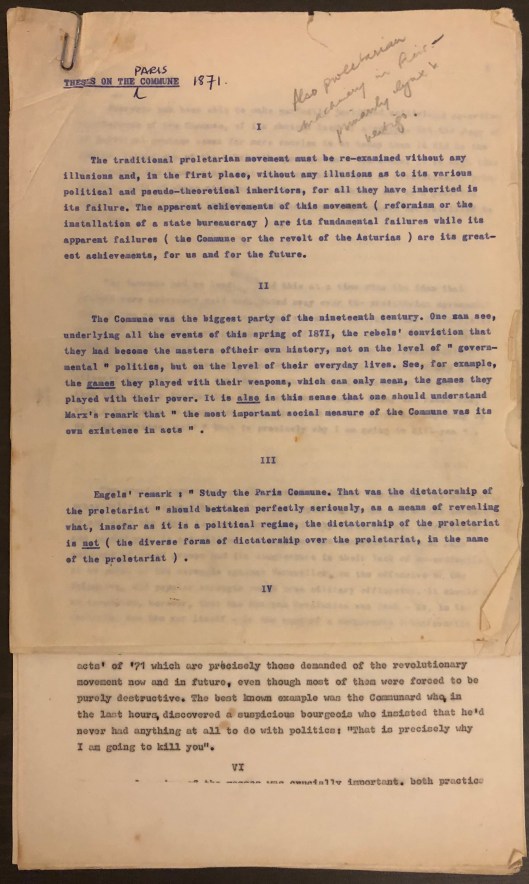 PARIS
THESES ON THE COMMUNE 1871.
Also proletarian
machinery in
primarily
I
The traditional proletarian movement must be re-examined without any
illusions and, in the first place, without any illusions as to its various
political and pseudo-theoretical inheritors, for all they have inherited is
its failure. The apparent achievements of this movement ( reformism or the
installation of a state bureaucracy ) are its fundamental failures while its
apparent failures ( the Commune or the revolt of the Asturias ) are its great-
est achievements, for us and for the future.
II
The Commune was the biggest party of the nineteenth century. One can see,
underlying all the events of this spring of 1871, the rebels' conviction that
they had become the masters oftheir own history, not on the level of " govern-
mental " politics, but on the level of their everyday lives. See, for example,
the games they played with their weapons, which can only mean, the games they
played with their power. It is also in this sense that one should understand
Marx's remark that " the most important social measure of the Commune was its
own existence in acts " .
III
Engels' remark : " Study the Paris Commune. That was the dictatorship of
the proletariat " should bextaken perfectly seriously, as a means of revealing
what, insofar as it is a political regime, the dictatorship of the proletariat
is not ( the diverse forms of dictatorship over the proletariat, in the name
of the proletariat ) .
IV
acts' of '71 which are precisely those demanded of the revolutionary
movement now and in future, even though most of them were forced to be
purely destructive. The best known example was the Communard who, in
the last hours, discovered a suspicious bourgeois who insisted that he'd
never had anything at all to do with politics: "That is precisely why
I am going to kill you".
VI
was crucially important. both practice